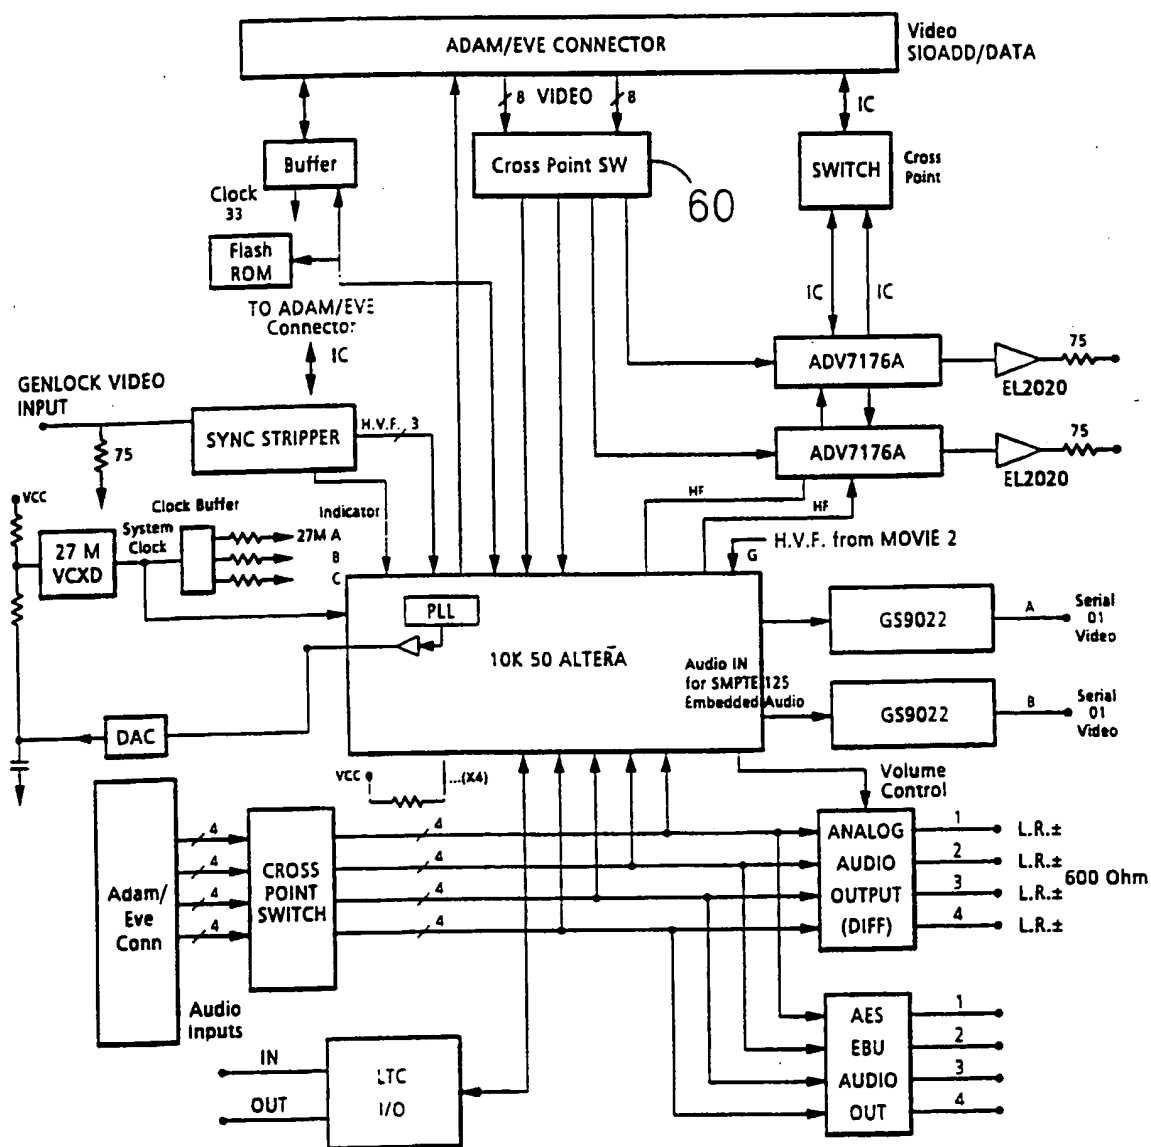 ADAM/EVE CONNECTOR
Video
SIOADD/DATA
8 VIDEO 8
IC
Buffer
Cross Point SW
60
SWITCH
Cross
Point
Clock
33
Flash
ROM
TO ADAM/EVE
Connector
IC
IC
IC
GENLOCK VIDEO
INPUT
SYNC STRIPPER
H.V.F. 3
75
ADV7176A
75
EL2020
ADV7176A
75
EL2020
HF
HF
G
H.V.F. from MOVIE 2
VCC
27 M
VCXD
System
Clock
Clock Buffer
Indicator
27M A
B
C
PLL
10K 50 ALTERA
Audio IN
for SMPTE 125
Embedded Audio
GS9022
A
Serial
01
Video
GS9022
B
Serial
01
Video
DAC
VCC
...(X4)
Volume
Control
Adam/
Eve
Conn
4
4
4
4
CROSS
POINT
SWITCH
4
4
4
4
ANALOG
AUDIO
OUTPUT
(DIFF)
1 L.R.±
2 L.R.±
3 L.R.±
4 L.R.±
600 Ohm
Audio
Inputs
IN
OUT
LTC
I/O
AES
EBU
AUDIO
OUT
1
2
3
4